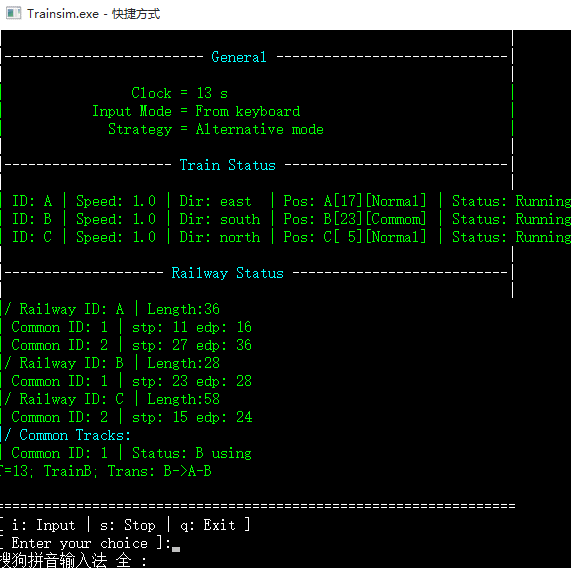 Trainsim.exe - 快捷方式
|------------------------- General -----------------------------|
Clock = 13 s
Input Mode = From keyboard
Strategy = Alternative mode
|--------------------- Train Status ----------------------------|
| ID: A | Speed: 1.0 | Dir: east | Pos: A[17][Normal] | Status: Running
| ID: B | Speed: 1.0 | Dir: south | Pos: B[23][Commom] | Status: Running
| ID: C | Speed: 1.0 | Dir: north | Pos: C[ 5][Normal] | Status: Running
|-------------------- Railway Status ----------------------------|
|/ Railway ID: A | Length:36
| Common ID: 1 | stp: 11 edp: 16
| Common ID: 2 | stp: 27 edp: 36
|/ Railway ID: B | Length:28
| Common ID: 1 | stp: 23 edp: 28
|/ Railway ID: C | Length:58
| Common ID: 2 | stp: 15 edp: 24
|/ Common Tracks:
| Common ID: 1 | Status: B using
T=13; TrainB; Trans: B->A-B
================================================================
[ i: Input | s: Stop | q: Exit ]
[ Enter your choice ]:_
搜狗拼音输入法 全 :